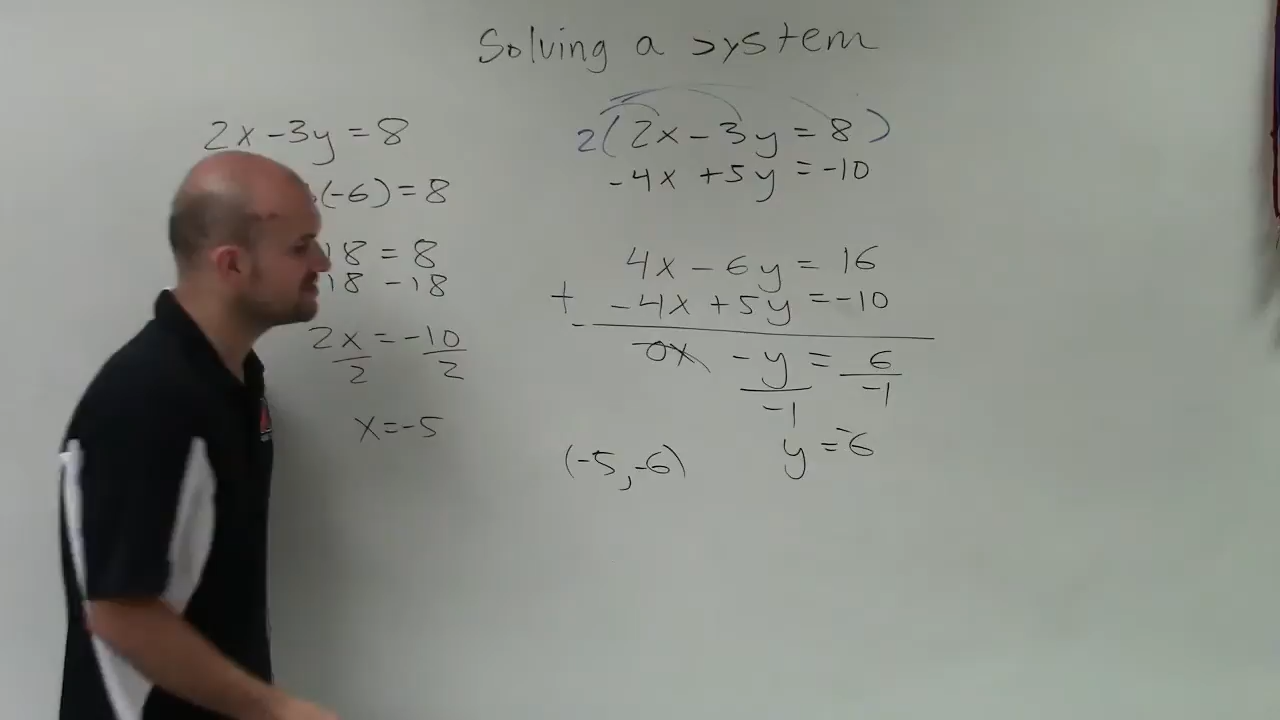 Solving a system
2x-3y=8
(-6)=8
18=8
18 -18
2x=-10
2 2
x=-5
2(2x-3y=8)
-4x+5y=-10
4x-6y=16
+ -4x+5y=-10
0x -y=6
-1 -1
y=-6
(-5,-6)